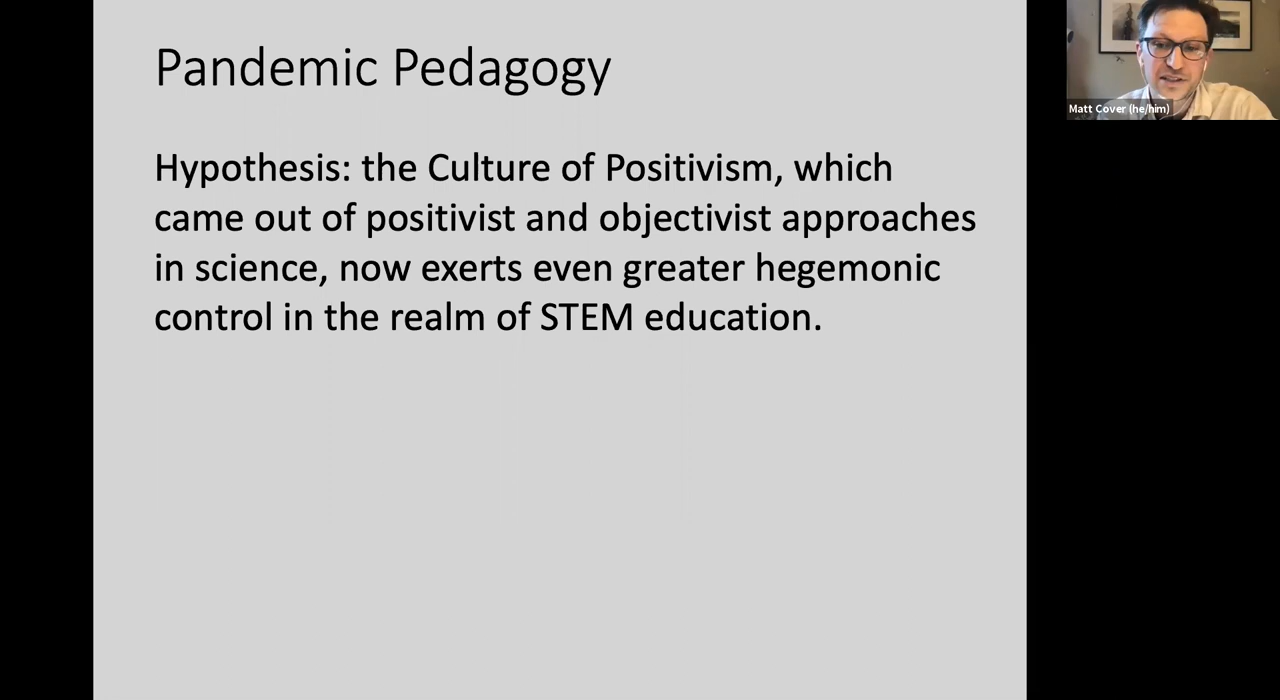 Pandemic Pedagogy
Hypothesis: the Culture of Positivism, which
came out of positivist and objectivist approaches
in science, now exerts even greater hegemonic
control in the realm of STEM education.
Matt Cover (he/him)